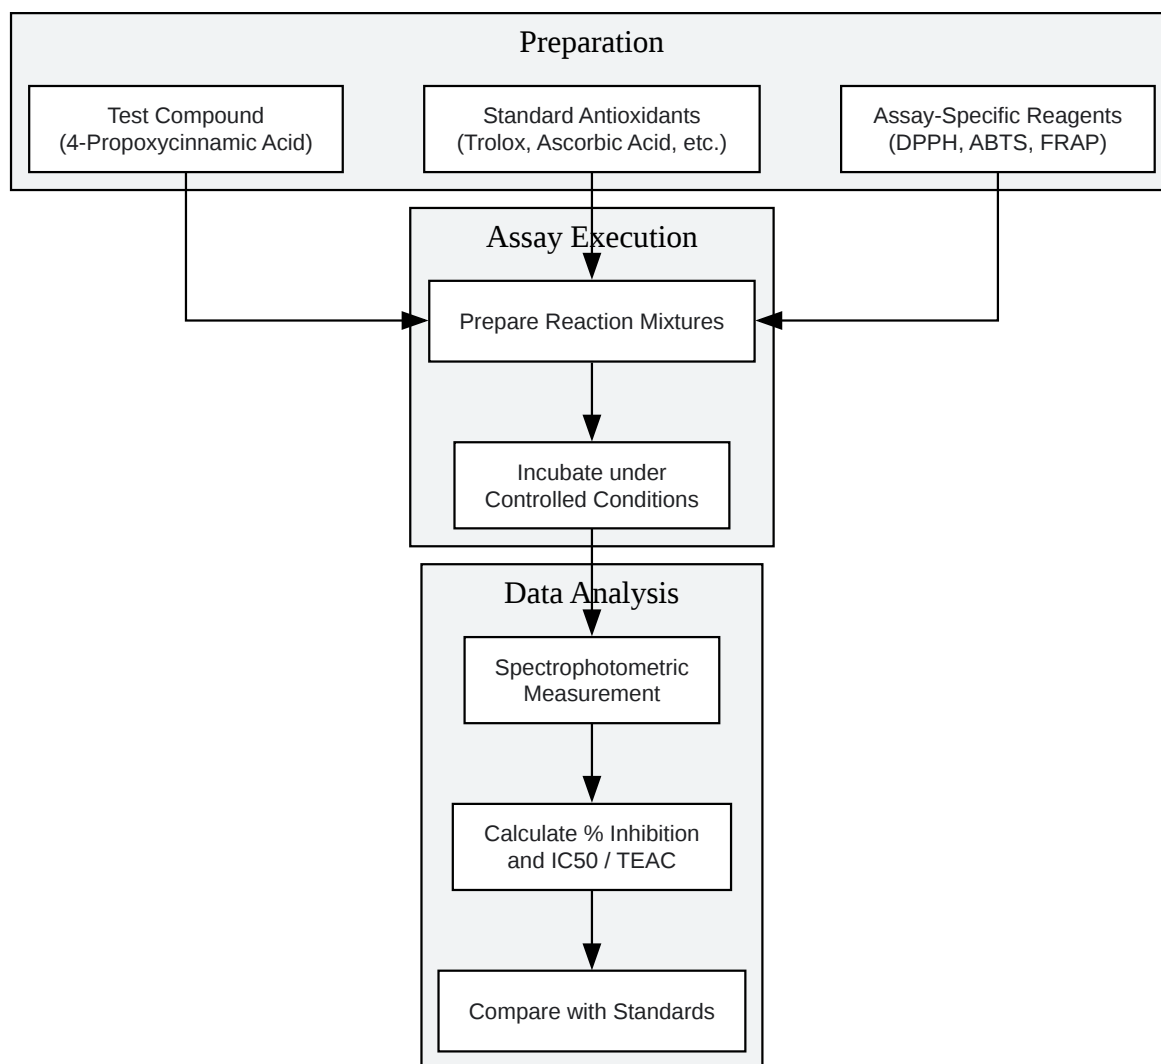 Preparation
Test Compound
(4-Propoxycinnamic Acid)
Standard Antioxidants
(Trolox, Ascorbic Acid, etc.)
Assay-Specific Reagents
(DPPH, ABTS, FRAP)
Assay Execution
Prepare Reaction Mixtures
Incubate under
Controlled Conditions
Data Analysis
Spectrophotometric
Measurement
Calculate % Inhibition
and IC50 / TEAC
Compare with Standards